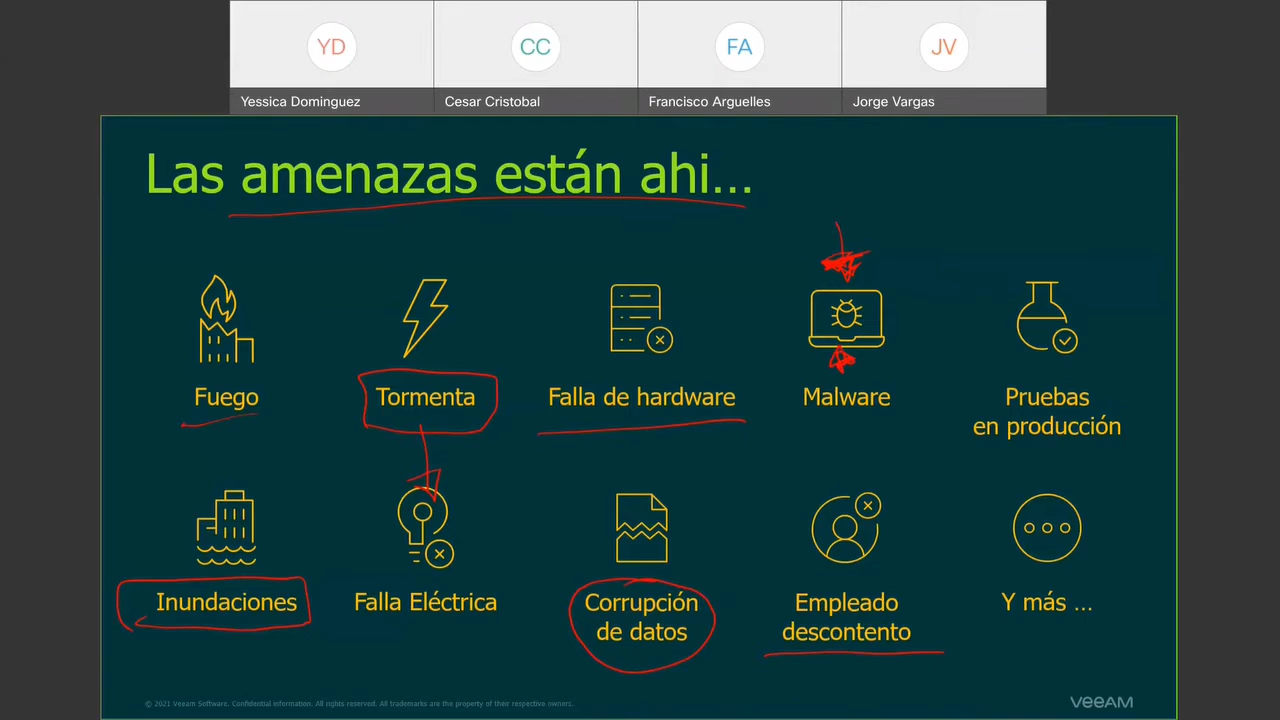 YD
CC
FA
JV
Yessica Dominguez
Cesar Cristobal
Francisco Arguelles
Jorge Vargas
Las amenazas están ahi...
Fuego
Tormenta
Falla de hardware
Malware
Pruebas
en producción
Inundaciones
Falla Eléctrica
Corrupción
de datos
Empleado
descontento
Y más ...
© 2021 Veeam Software. Confidential information. All rights reserved. All trademarks are the property of their respective owners.
VEEAM